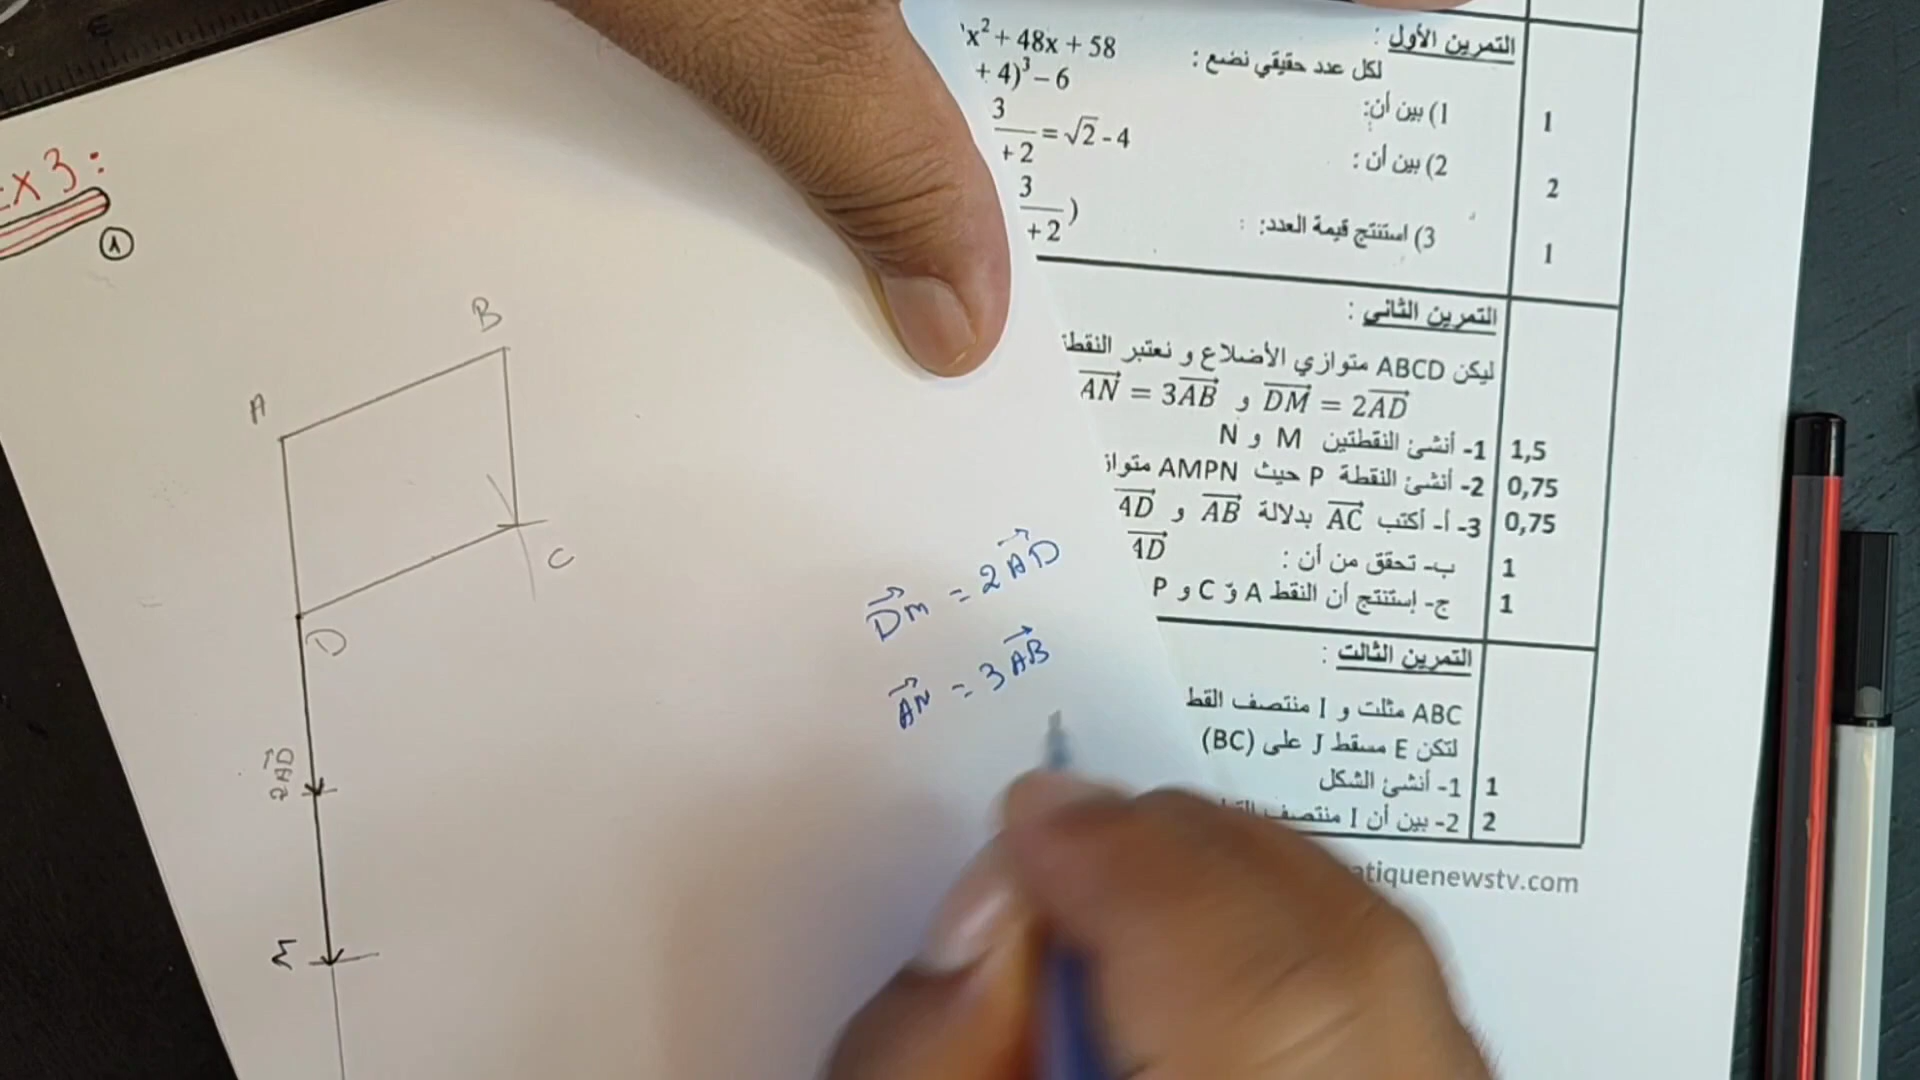 x 3 :
1
A
B
C
D
2AD
M
DM = 2AD
AN = 3AB
التمرين الأول :
لكل عدد حقيقي نضع :
x² + 48x + 58
+ 4)³ – 6
1) بين أن:
1
3
+ 2
= √2 - 4
2) بين أن :
2
3
+ 2
)
3) استنتج قيمة العدد:
1
التمرين الثاني :
ليكن ABCD متوازي الأضلاع و نعتبر النقط
DM = 2AD و AN = 3AB
1- أنشئ النقطتين M و N
1,5
2- أنشئ النقطة P حيث AMPN
0,75
3- أ- أكتب AC بدلالة AB و AD
0,75
ب- تحقق من أن :
AD
1
ج- إستنتج أن النقط A و C و P
1
التمرين الثالت :
ABC مثلت و I منتصف القط
لتكن E مسقط J على (BC)
1- أنشئ الشكل
1
2- بين أن I منتصف
2
atiquenewstv.com